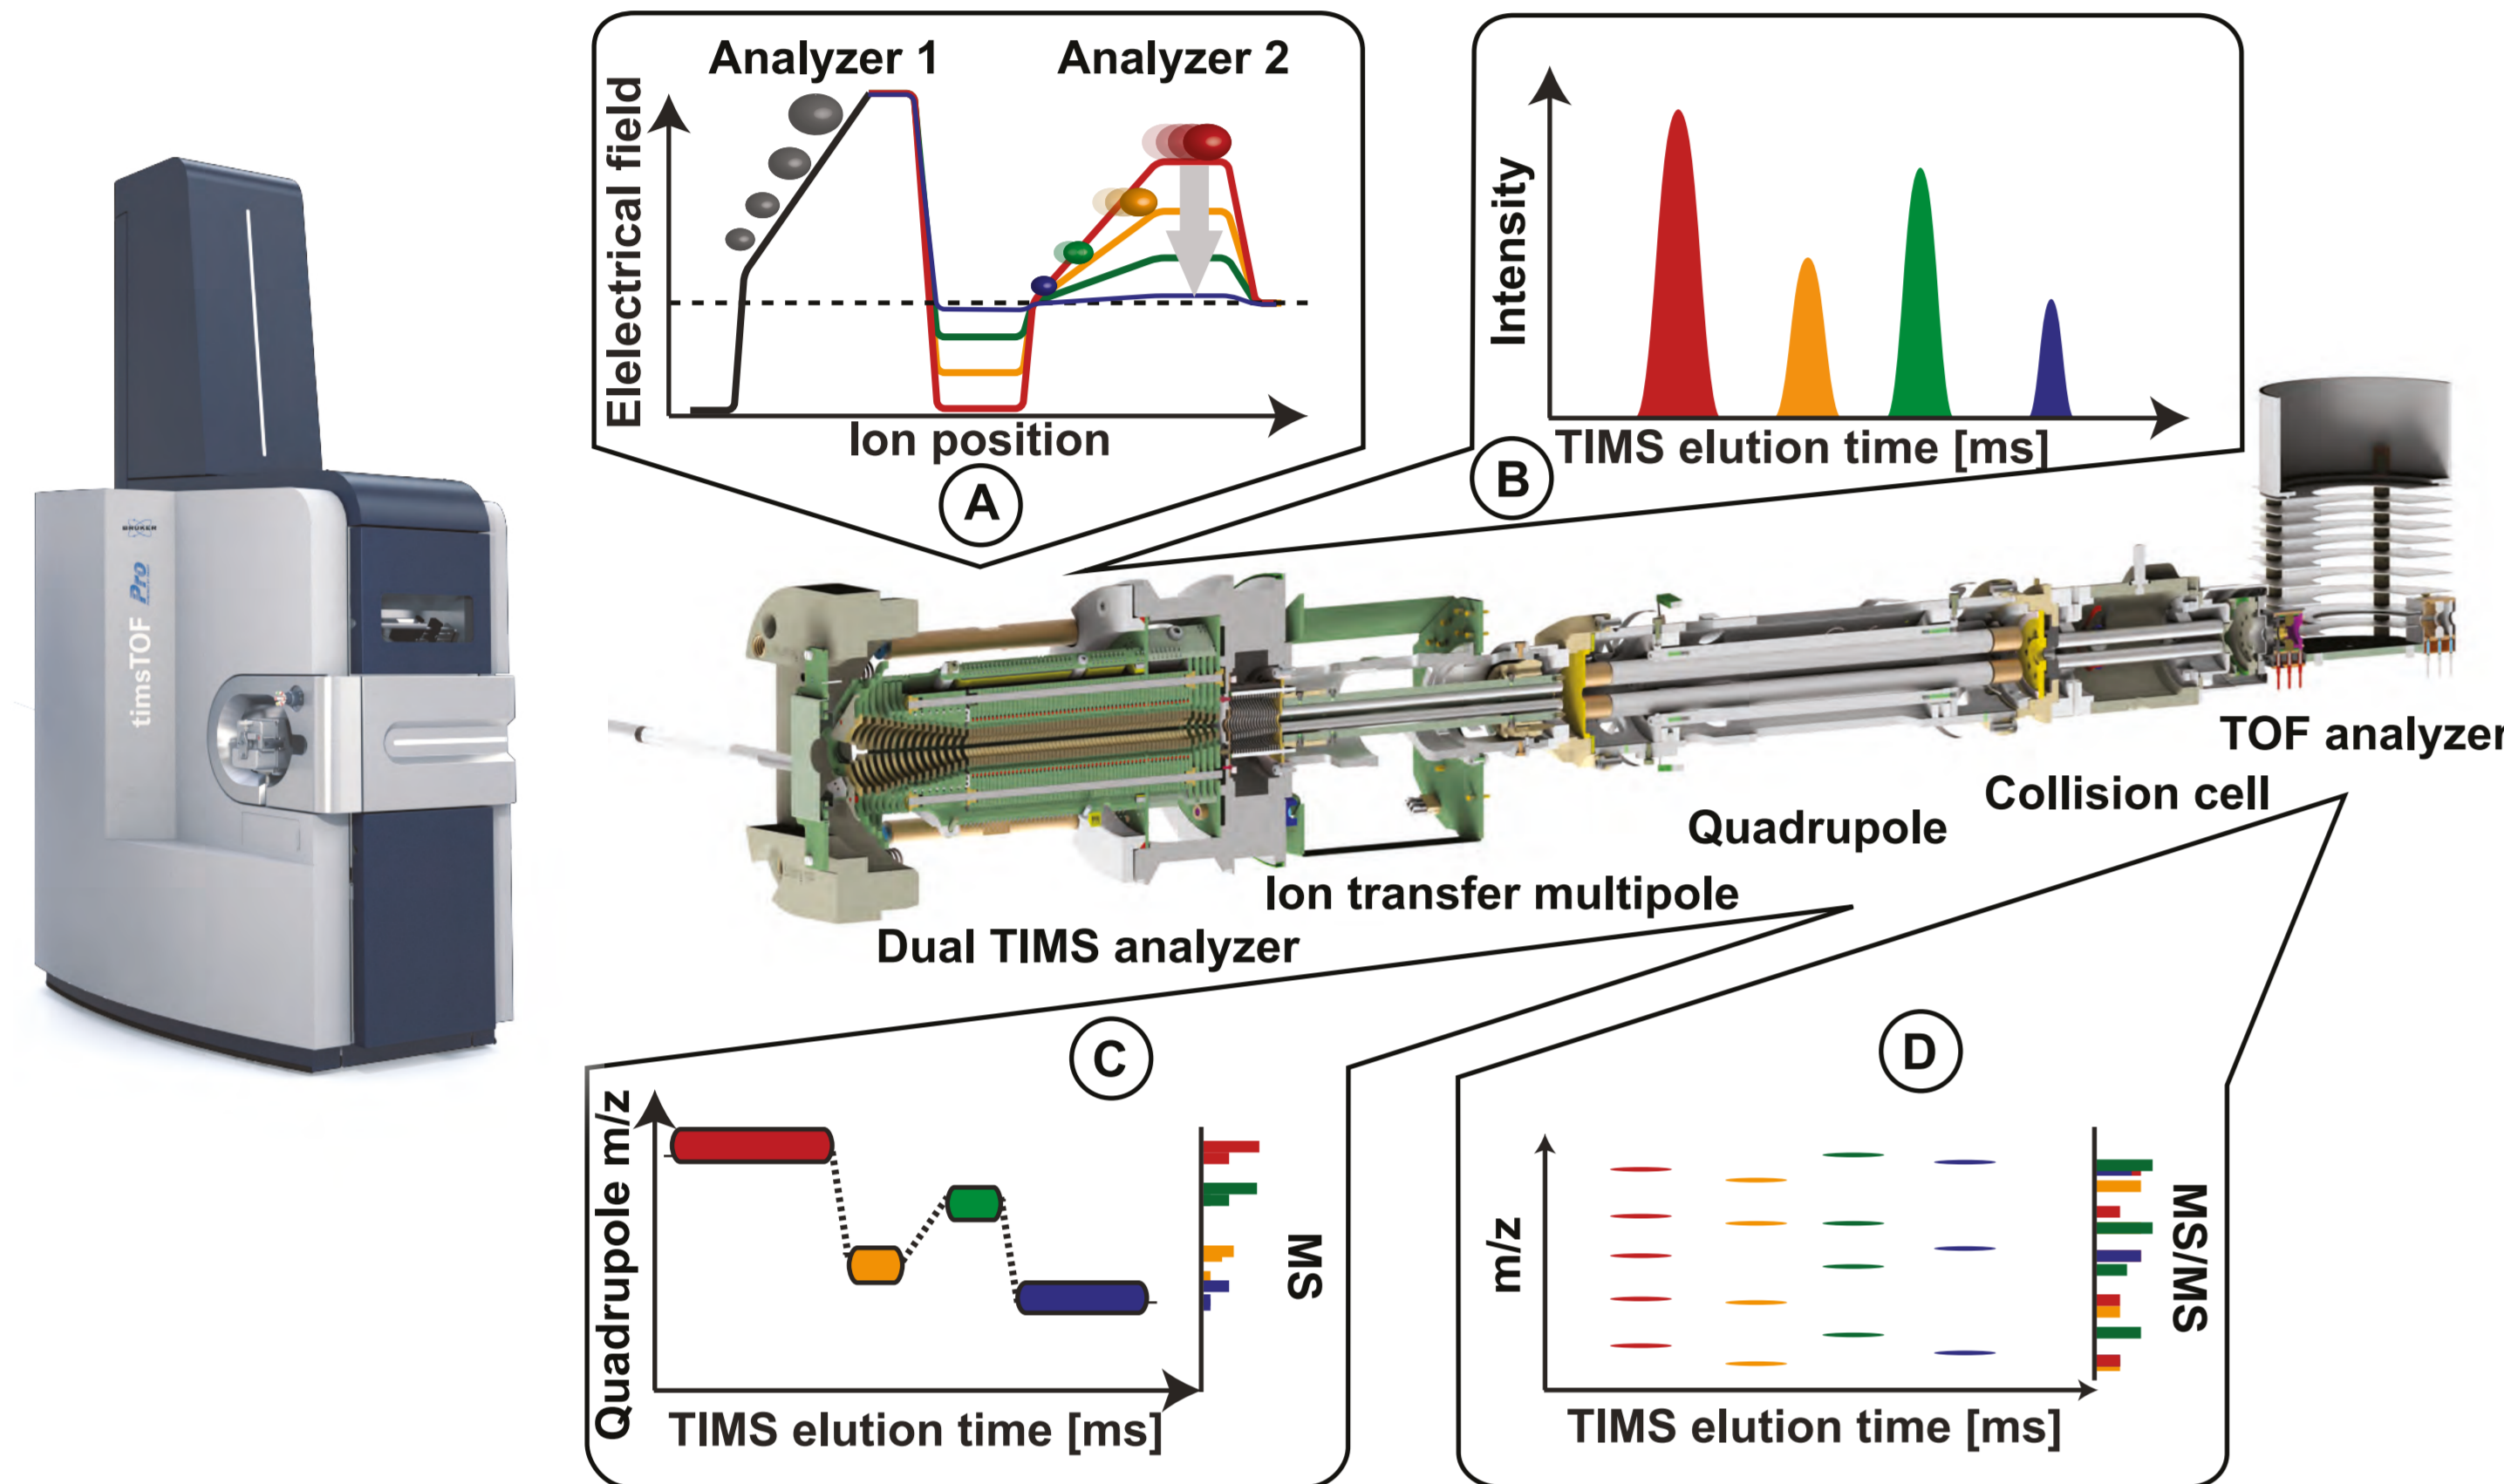 Analyzer 1
Analyzer 2
Elelectrical field
Ion position
A
Intensity
TIMS elution time [ms]
B
BRUKER
timsTOF Pro
TOF analyzer
Collision cell
Quadrupole
Ion transfer multipole
Dual TIMS analyzer
C
Quadrupole m/z
TIMS elution time [ms]
MS
D
m/z
TIMS elution time [ms]
MS/MS